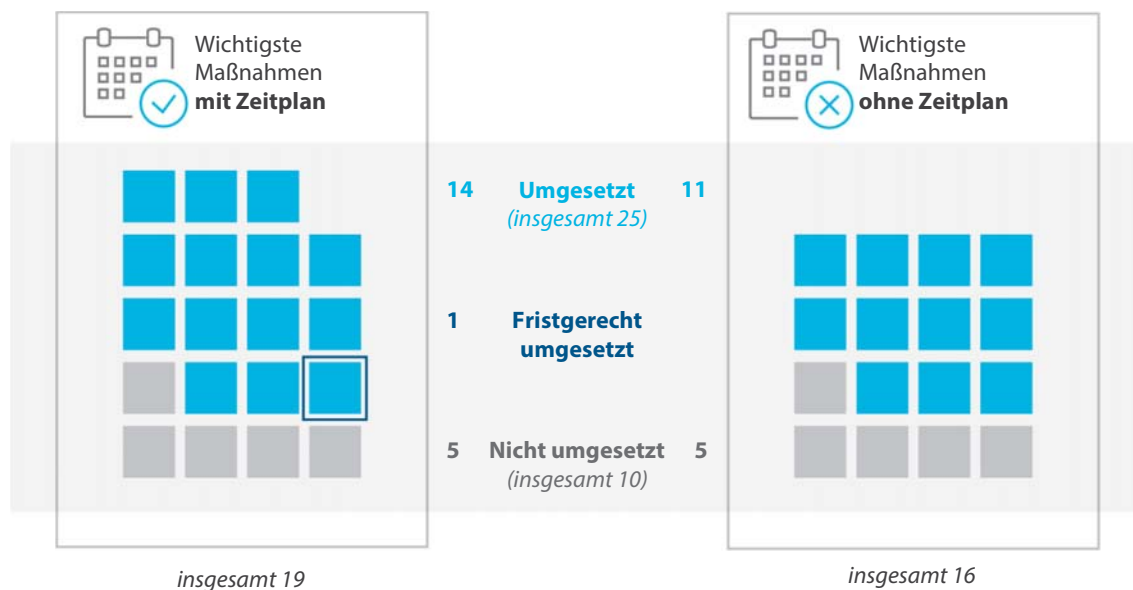 Wichtigste
Maßnahmen
mit Zeitplan
Wichtigste
Maßnahmen
ohne Zeitplan
14 Umgesetzt 11
(insgesamt 25)
1 Fristgerecht
umgesetzt
5 Nicht umgesetzt 5
(insgesamt 10)
insgesamt 19
insgesamt 16